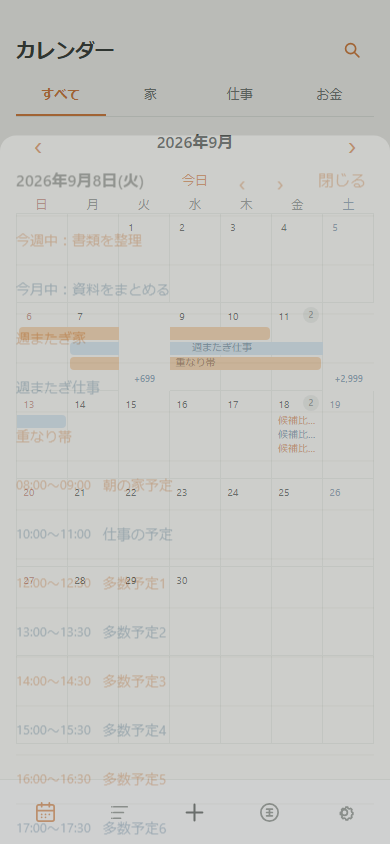 カレンダー
すべて 家 仕事 お金
‹ 2026年9月 ›
2026年9月8日(火) 今日 ‹ › 閉じる
日 月 火 水 木 金 土
1 2 3 4 5
今週中：書類を整理
今月中：資料をまとめる
6 7 9 10 11 2
週またぎ家
週またぎ仕事
重なり帯
+699 +2,999
週またぎ仕事
13 14 15 16 17 18 2 19
候補比...
候補比...
候補比...
重なり帯
08:00〜09:00 朝の家予定
20 21 22 23 24 25 26
10:00〜11:00 仕事の予定
27 28 29 30
12:00〜12:30 多数予定1
13:00〜13:30 多数予定2
14:00〜14:30 多数予定3
15:00〜15:30 多数予定4
16:00〜16:30 多数予定5
17:00〜17:30 多数予定6